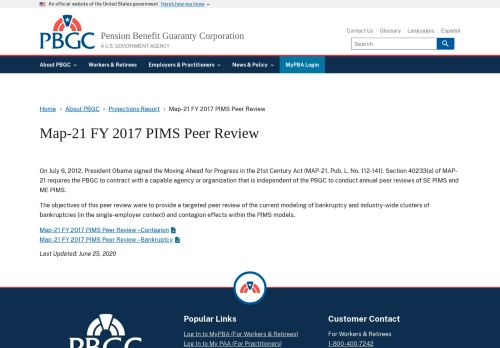 An official website of the United States government Here's how you know
PBGC
Pension Benefit Guaranty Corporation
A U.S. GOVERNMENT AGENCY
Contact Us Glossary Languages Español
Search
About PBGC Workers & Retirees Employers & Practitioners News & Policy MyPBA Login
Home › About PBGC › Projections Report › Map-21 FY 2017 PIMS Peer Review
Map-21 FY 2017 PIMS Peer Review
On July 6, 2012, President Obama signed the Moving Ahead for Progress in the 21st Century Act (MAP-21, Pub. L. No. 112-141). Section 40233(a) of MAP-
21 requires the PBGC to contract with a capable agency or organization that is independent of the PBGC to conduct annual peer reviews of SE PIMS and
ME PIMS.
The objectives of this peer review were to provide a targeted peer review of the current modeling of bankruptcy and industry-wide clusters of
bankruptcies (in the single-employer context) and contagion effects within the PIMS models.
Map-21 FY 2017 PIMS Peer Review – Contagion
Map-21 FY 2017 PIMS Peer Review – Bankruptcy
Last Updated: June 25, 2020
PBGC
Popular Links
Log In to MyPBA (For Workers & Retirees)
Log In to My PAA (For Practitioners)
Customer Contact
For Workers & Retirees
1-800-400-7242